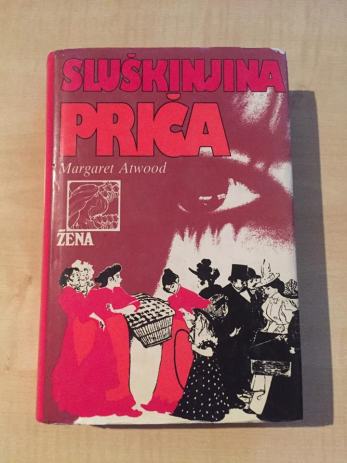 SLUŠKINJINA
PRIČA
Margaret Atwood
ŽENA